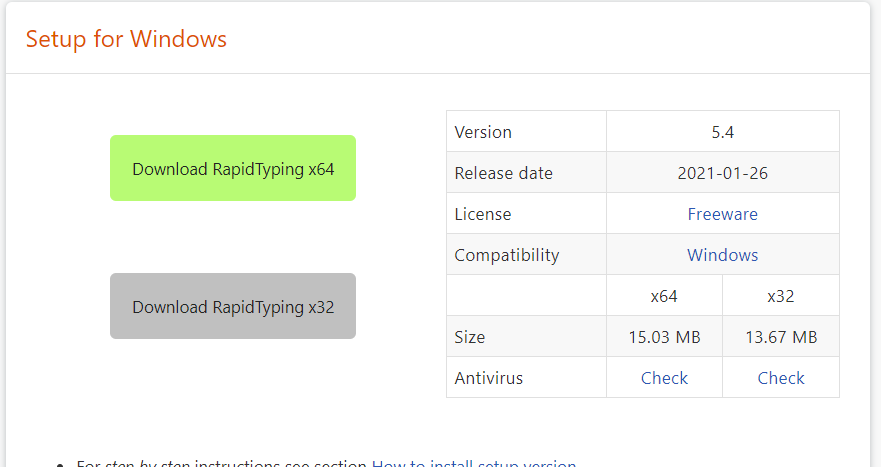 Setup for Windows
Download RapidTyping x64
Download RapidTyping x32
Version 5.4
Release date 2021-01-26
License Freeware
Compatibility Windows
x64 x32
Size 15.03 MB 13.67 MB
Antivirus Check Check
• For step by step instructions see section How to install setup version